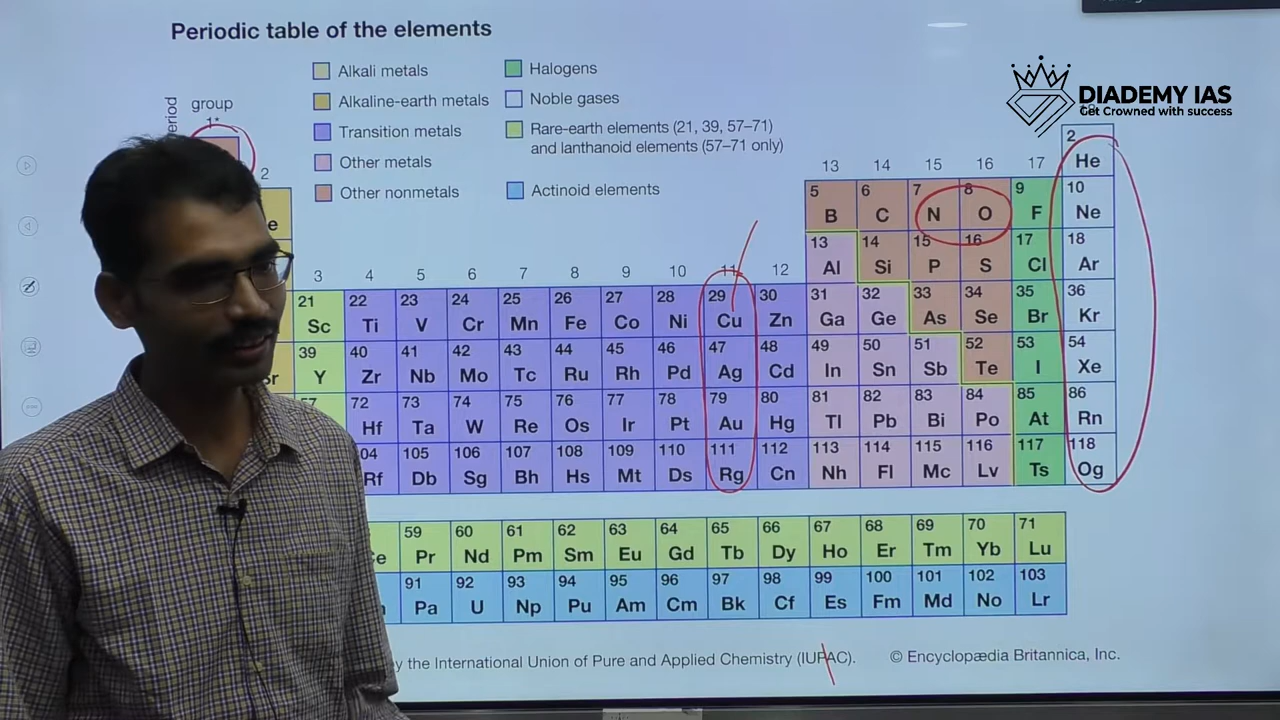 Periodic table of the elements
Alkali metals
Alkaline-earth metals
Transition metals
Other metals
Other nonmetals
Halogens
Noble gases
Rare-earth elements (21, 39, 57–71)
and lanthanoid elements (57–71 only)
Actinoid elements
DIADEMY IAS
Get Crowned with success
group
1*
2
3 4 5 6 7 8 9 10 11 12 13 14 15 16 17
2
He
5 6 7 8 9 10
B C N O F Ne
13 14 15 16 17 18
Al Si P S Cl Ar
21 22 23 24 25 26 27 28 29 30 31 32 33 34 35 36
Sc Ti V Cr Mn Fe Co Ni Cu Zn Ga Ge As Se Br Kr
39 40 41 42 43 44 45 46 47 48 49 50 51 52 53 54
Y Zr Nb Mo Tc Ru Rh Pd Ag Cd In Sn Sb Te I Xe
72 73 74 75 76 77 78 79 80 81 82 83 84 85 86
Hf Ta W Re Os Ir Pt Au Hg Tl Pb Bi Po At Rn
105 106 107 108 109 110 111 112 113 114 115 116 117 118
Rf Db Sg Bh Hs Mt Ds Rg Cn Nh Fl Mc Lv Ts Og
59 60 61 62 63 64 65 66 67 68 69 70 71
Pr Nd Pm Sm Eu Gd Tb Dy Ho Er Tm Yb Lu
91 92 93 94 95 96 97 98 99 100 101 102 103
Pa U Np Pu Am Cm Bk Cf Es Fm Md No Lr
by the International Union of Pure and Applied Chemistry (IUPAC).
© Encyclopædia Britannica, Inc.